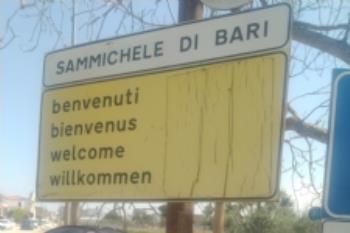 SAMMICHELE DI BARI
benvenuti
bienvenus
welcome
willkommen